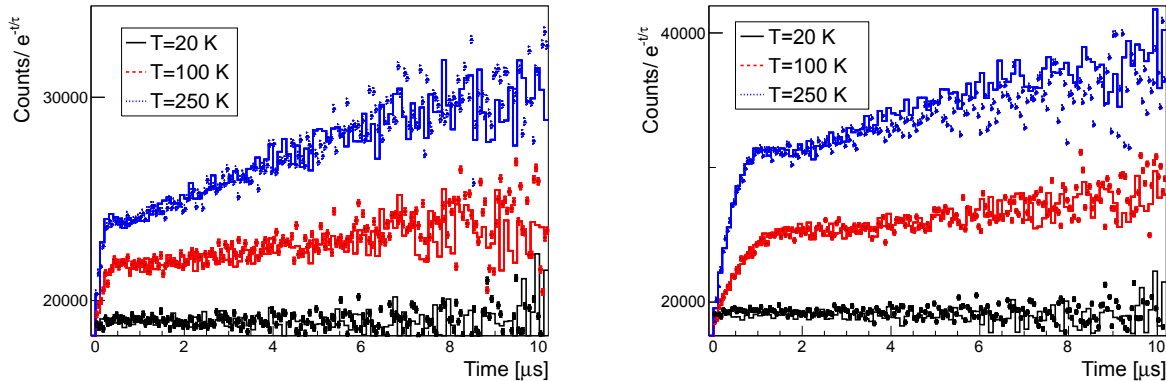 Counts/ e^-t/τ
30000
20000
T=20 K
T=100 K
T=250 K
0 2 4 6 8 10
Time [μs]
Counts/ e^-t/τ
40000
20000
T=20 K
T=100 K
T=250 K
0 2 4 6 8 10
Time [μs]